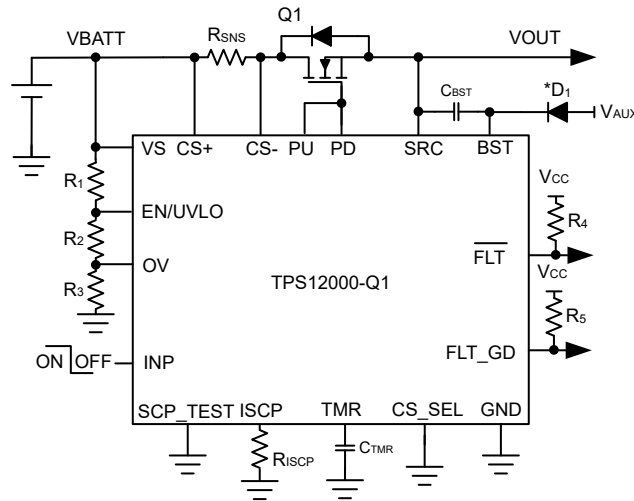 Q1
VBATT
RSNS
VOUT
CBST
*D1
VAUX
VS
CS+
CS-
PU
PD
SRC
BST
R1
EN/UVLO
R2
OV
R3
TPS12000-Q1
VCC
R4
FLT
VCC
R5
FLT_GD
ON
OFF
INP
SCP_TEST
ISCP
TMR
CS_SEL
GND
RISCP
CTMR